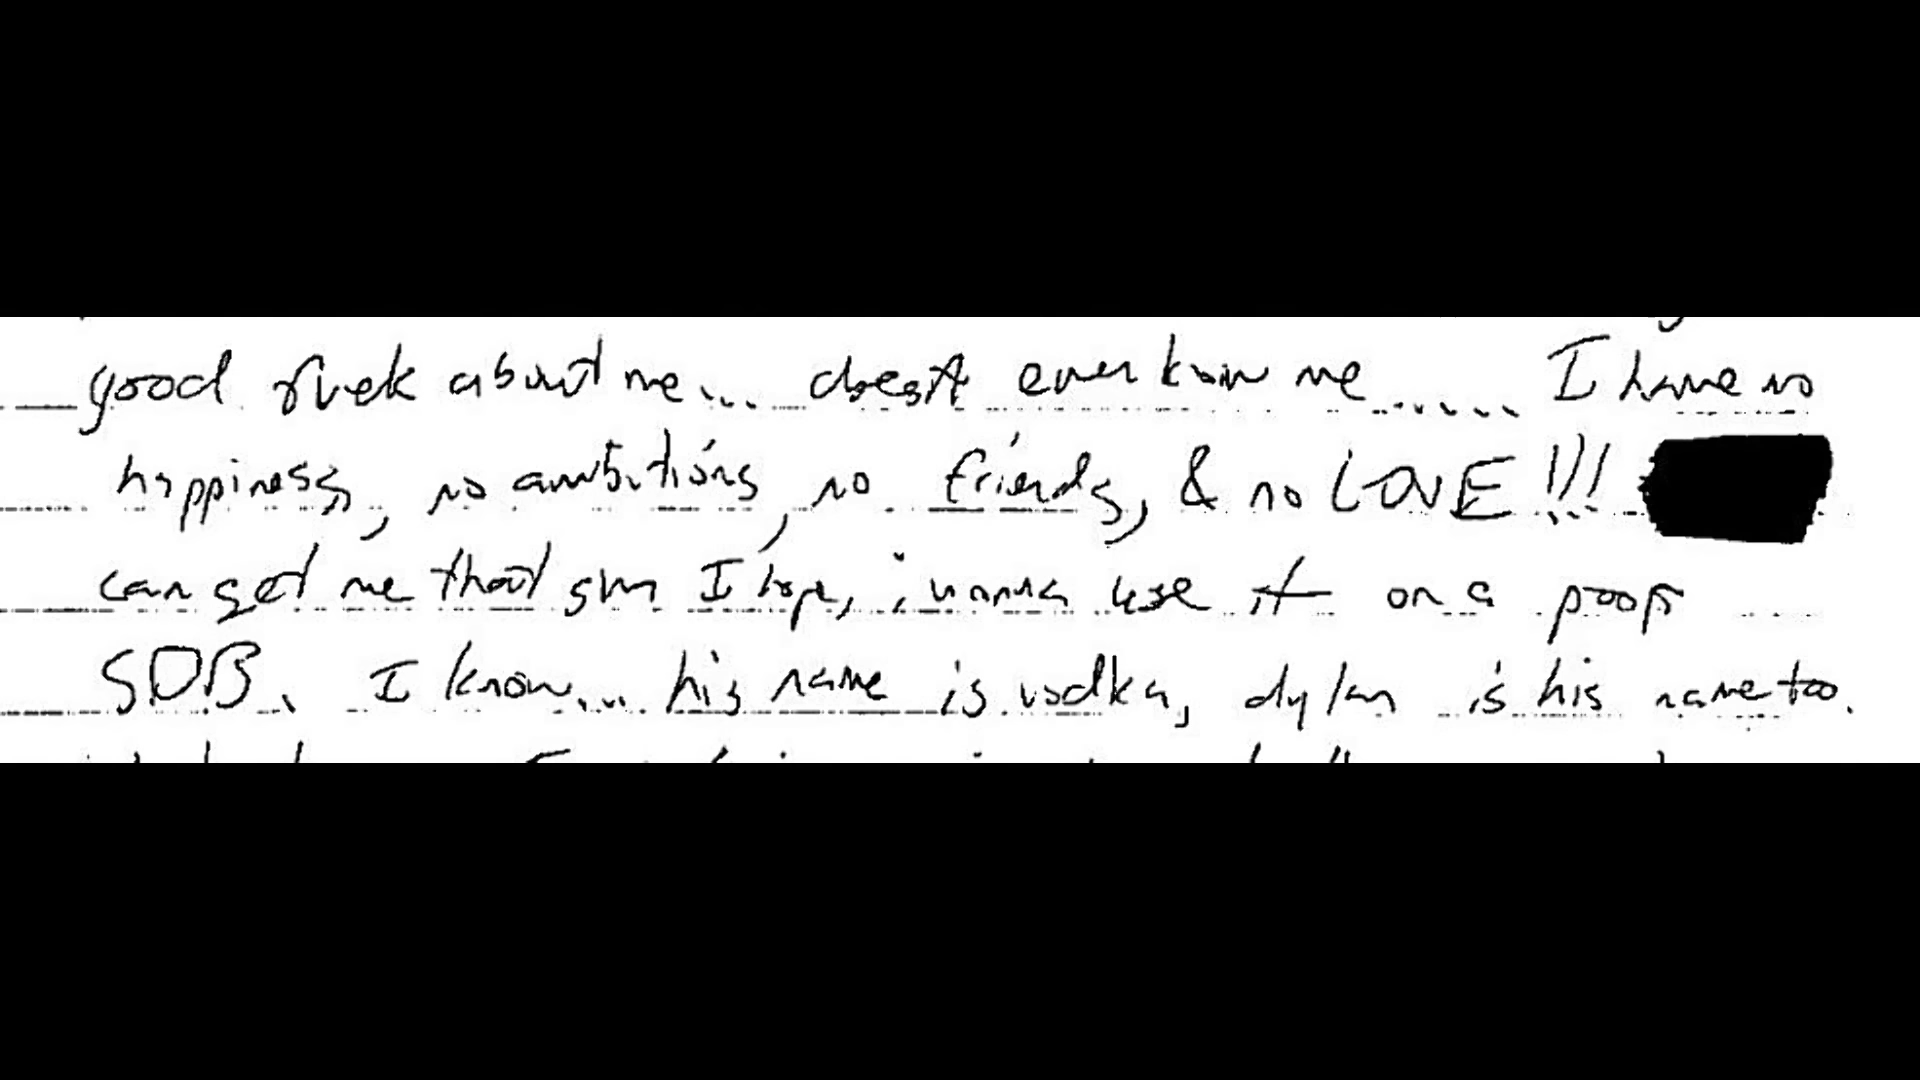 good fuck about me... doesnt even know me...... I have no
happiness, no ambitions, no friends, & no LOVE!!!
can get me that gun I hope, i wanna use it on a poor
SOB. I know... his name is vodka, dylan is his name too.